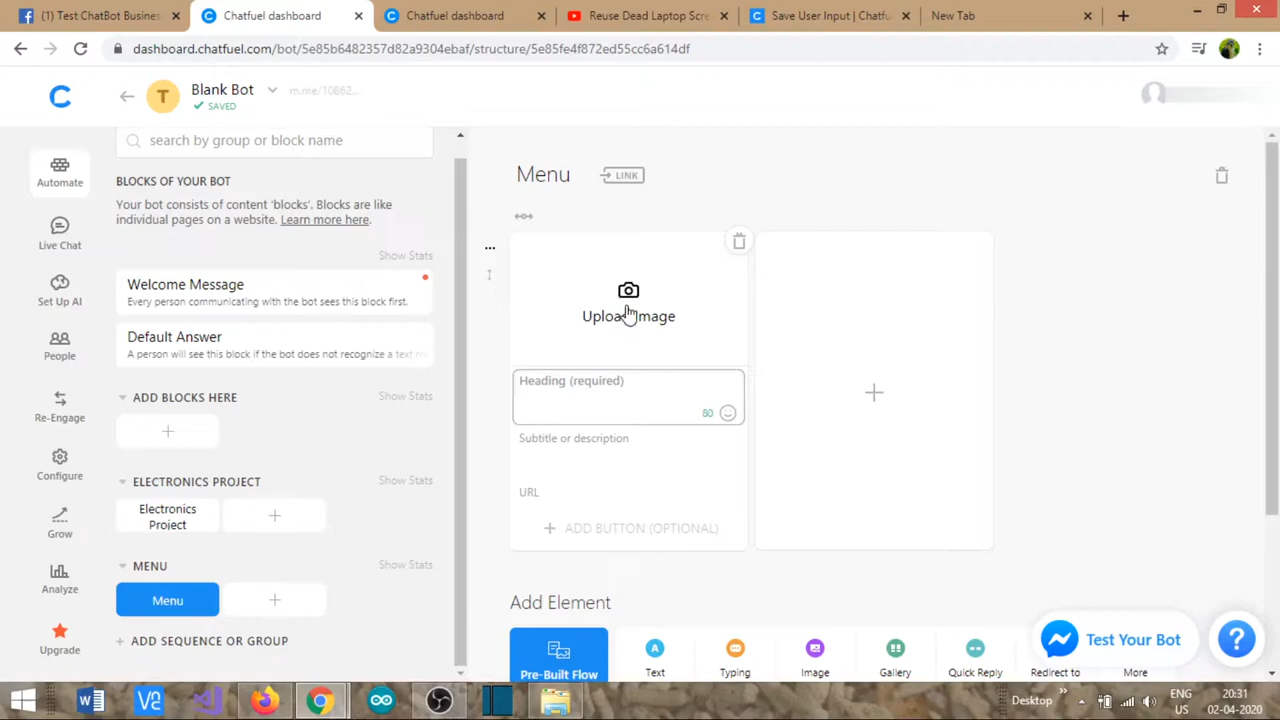 (1) Test ChatBot Business
Chatfuel dashboard
Chatfuel dashboard
Reuse Dead Laptop Scre
Save User Input | Chatfu
New Tab
dashboard.chatfuel.com/bot/5e85b6482357d82a9304ebaf/structure/5e85fe4f872ed55cc6a614df
T
Blank Bot
SAVED
m.me/10862...
search by group or block name
BLOCKS OF YOUR BOT
Your bot consists of content 'blocks'. Blocks are like
individual pages on a website. Learn more here.
Show Stats
Welcome Message
Every person communicating with the bot sees this block first.
Default Answer
A person will see this block if the bot does not recognize a text m
ADD BLOCKS HERE
Show Stats
ELECTRONICS PROJECT
Show Stats
Electronics
Project
MENU
Show Stats
Menu
ADD SEQUENCE OR GROUP
Automate
Live Chat
Set Up AI
People
Re-Engage
Configure
Grow
Analyze
Upgrade
Menu
LINK
Upload Image
Heading (required)
80
Subtitle or description
URL
ADD BUTTON (OPTIONAL)
Add Element
Pre-Built Flow
Text
Typing
Image
Gallery
Quick Reply
Redirect to
More
Test Your Bot
?
Desktop
ENG
US
20:31
02-04-2020